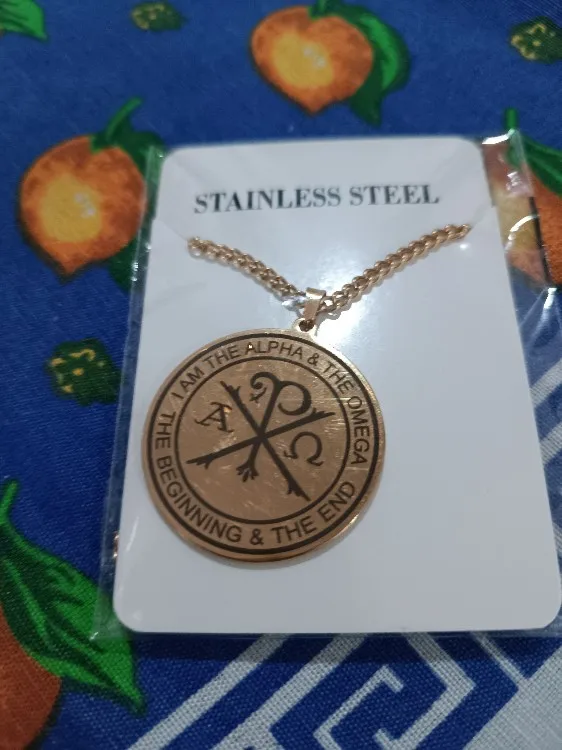 STAINLESS STEEL
I AM THE ALPHA & THE OMEGA
A Ω
THE BEGINNING & THE END